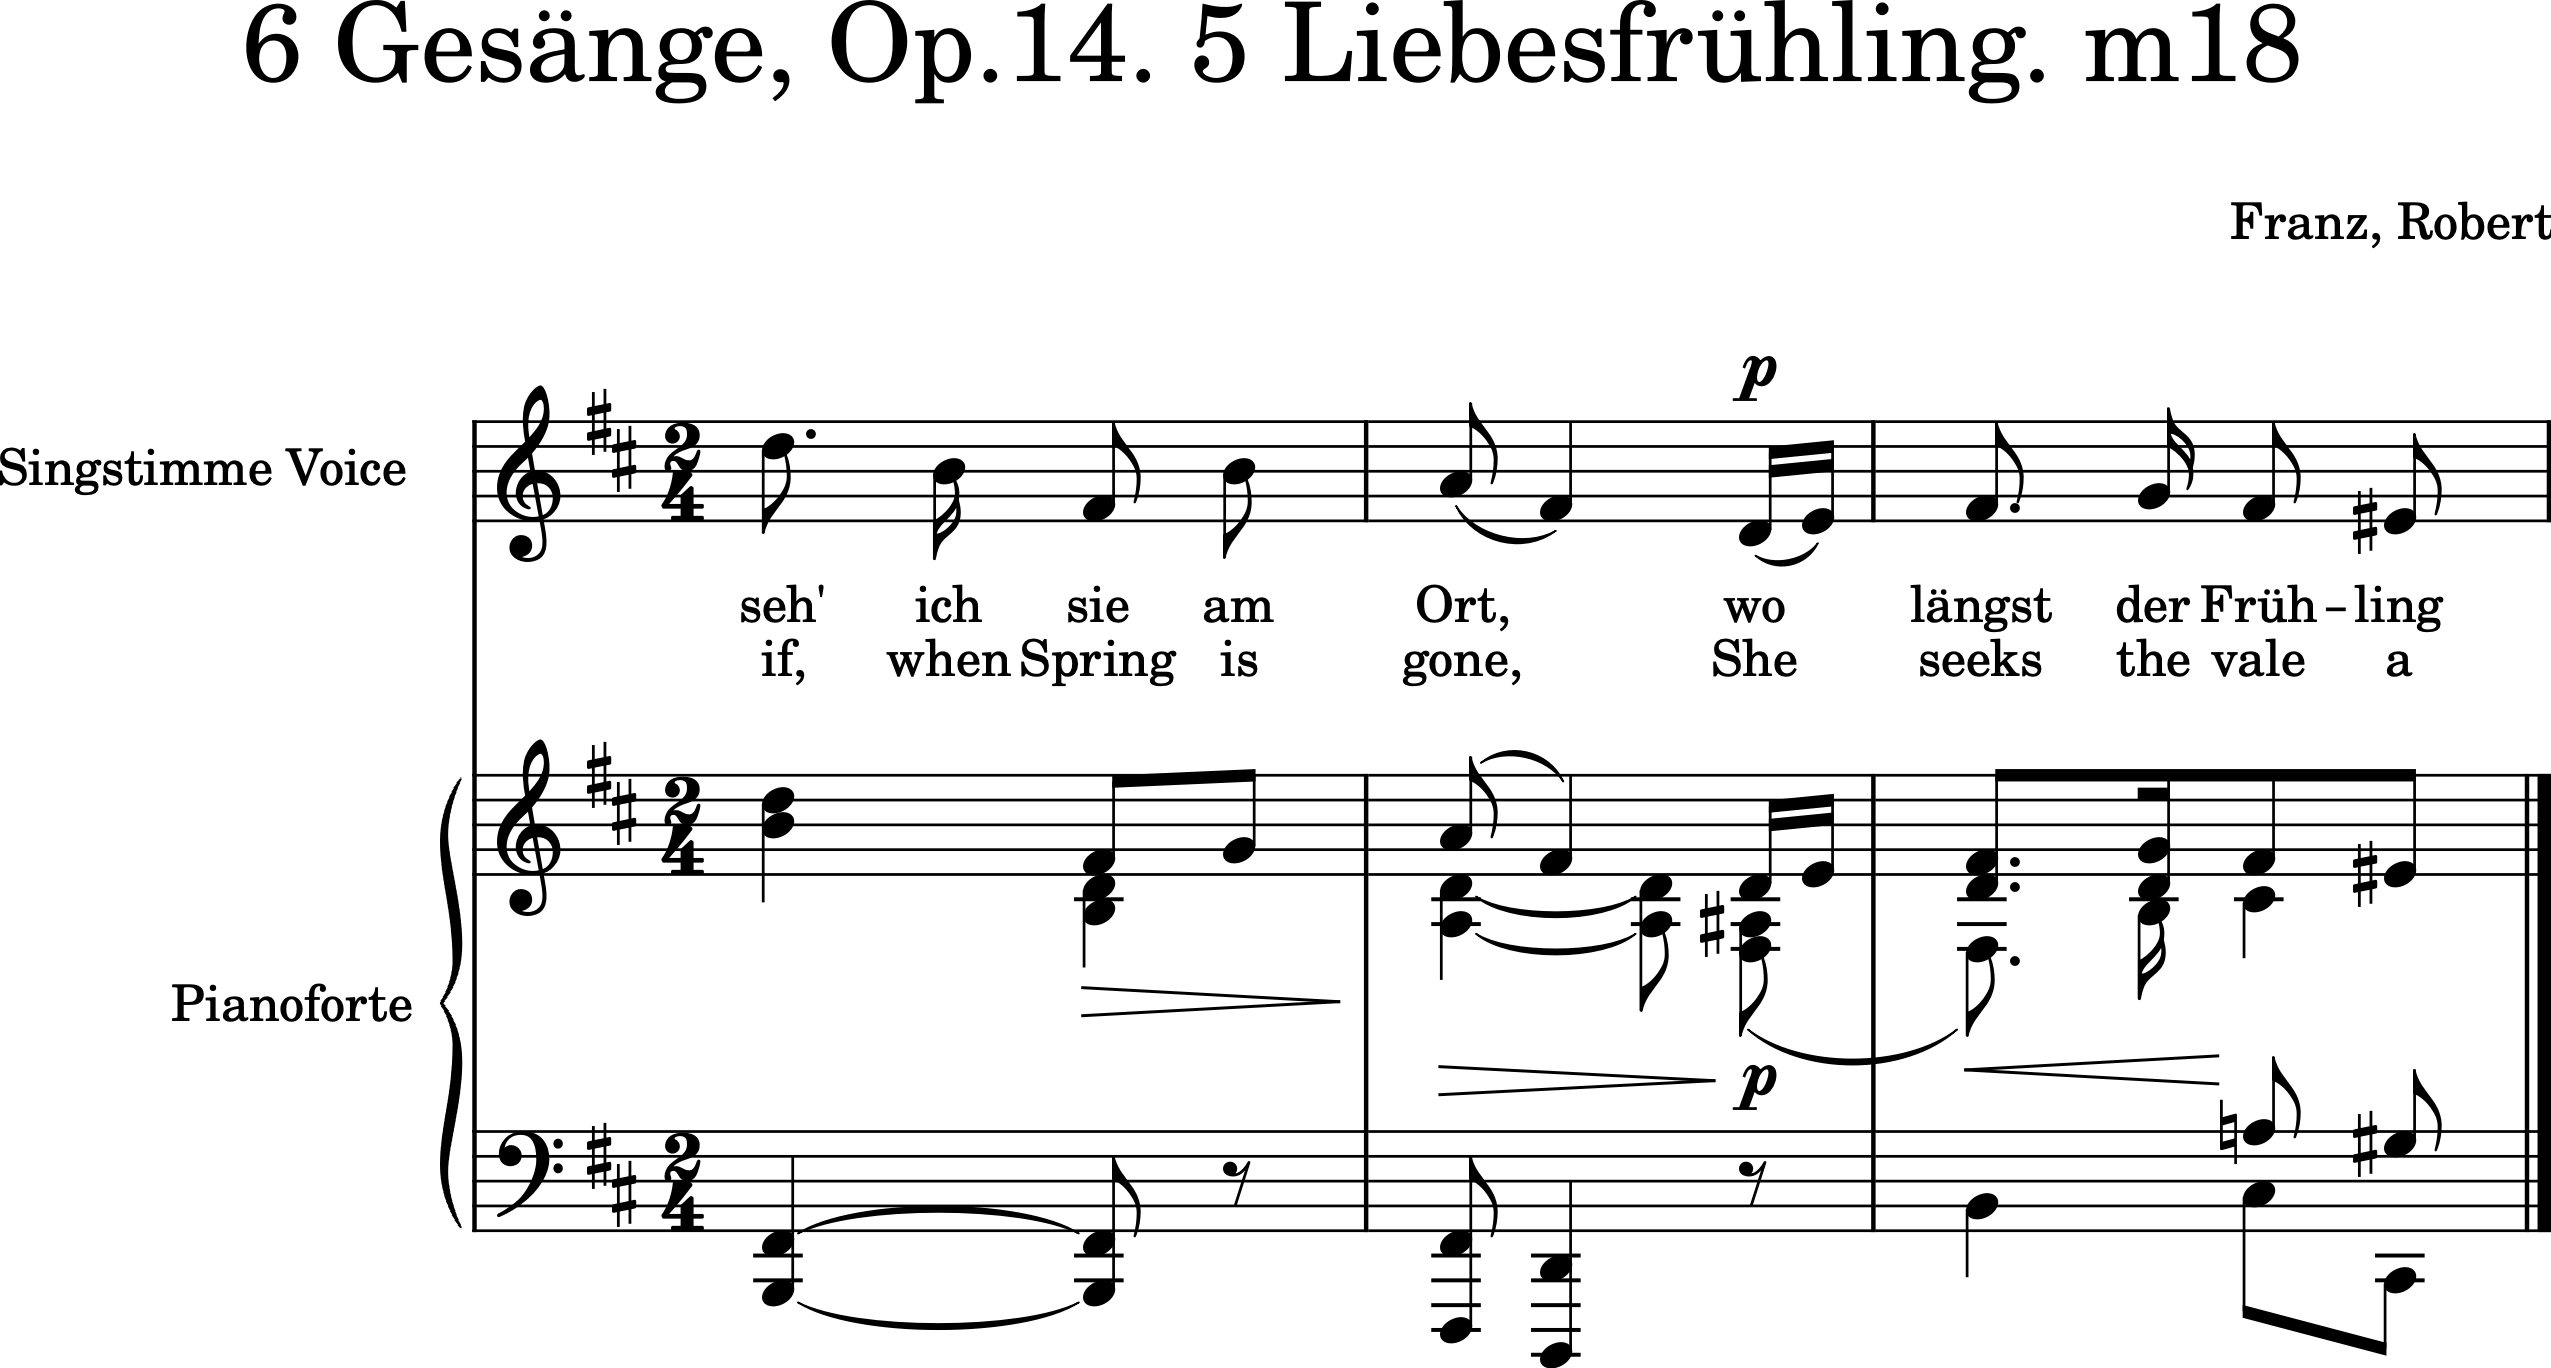 6 Gesänge, Op.14. 5 Liebesfrühling. m18
Franz, Robert
p
Singstimme Voice
seh' ich sie am Ort, wo längst der Früh – ling
if, when Spring is gone, She seeks the vale a
Pianoforte
p